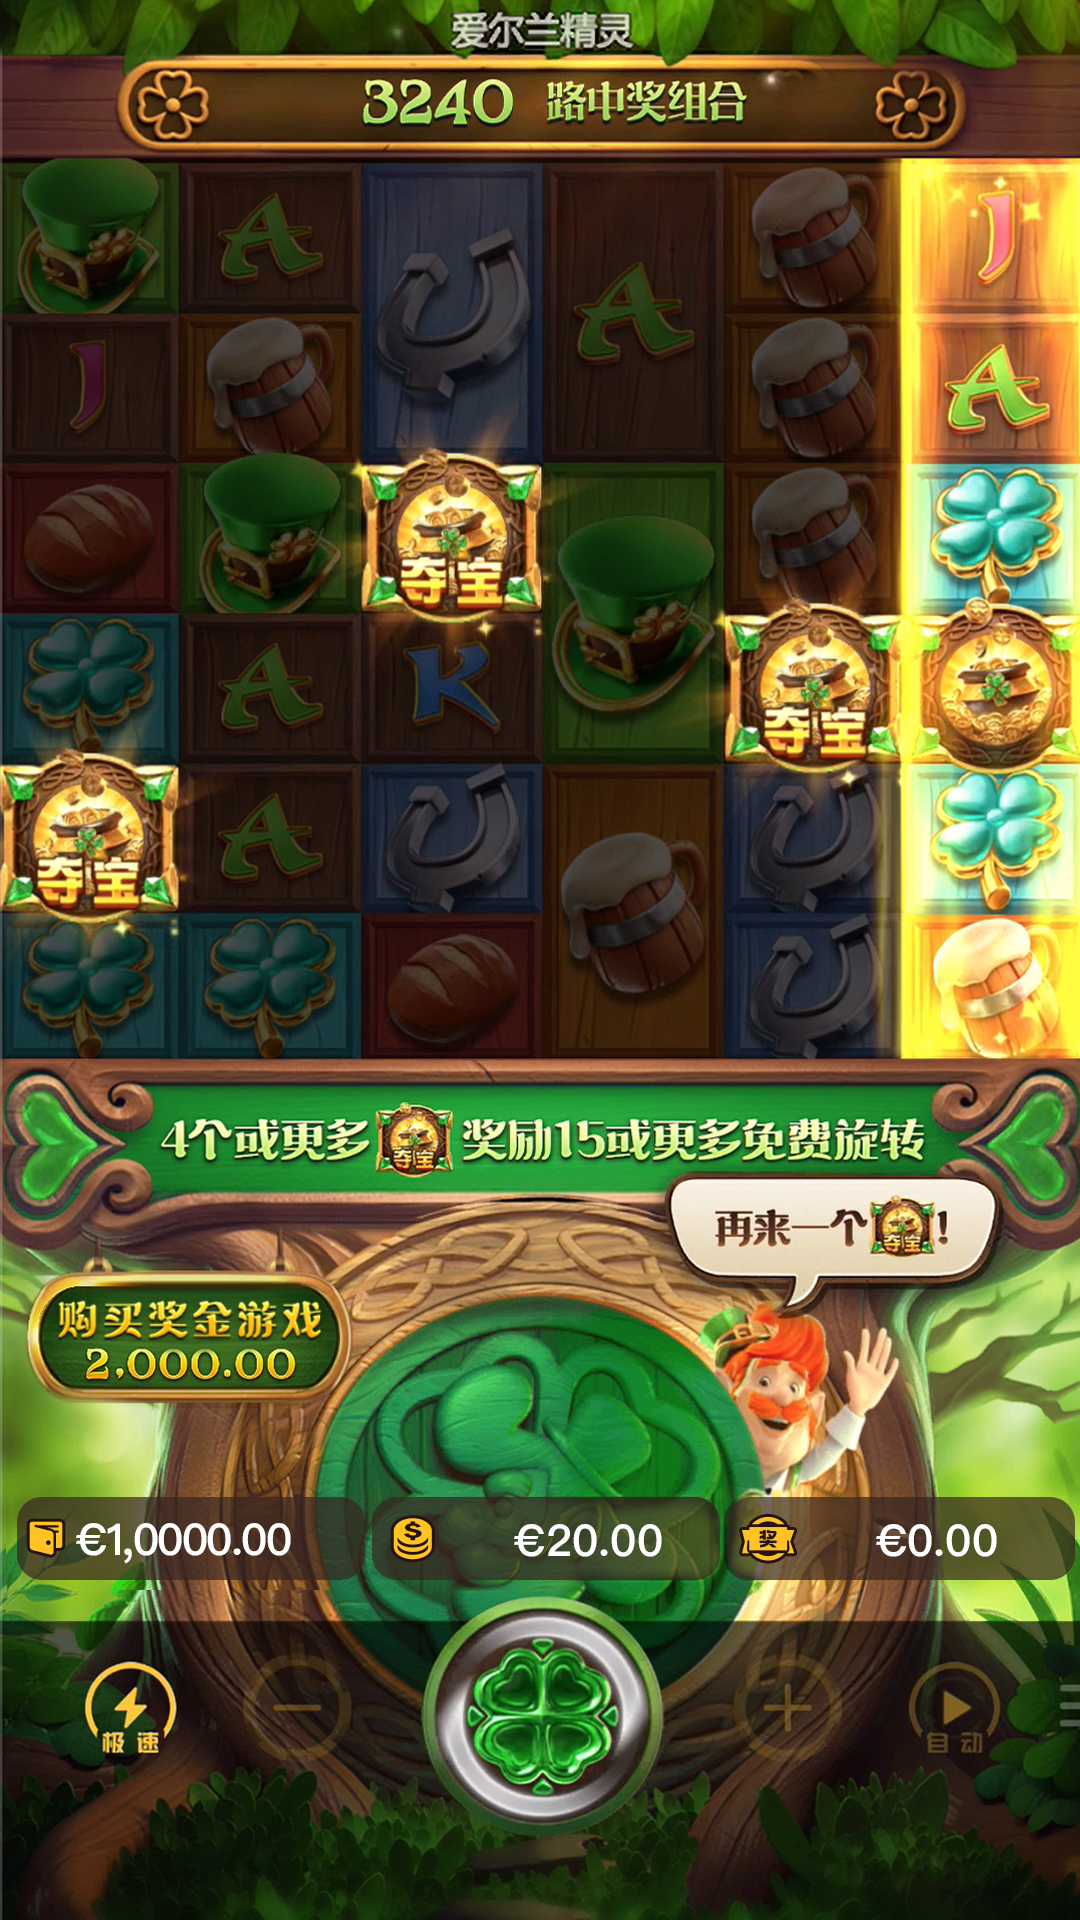 爱尔兰精灵
3240 路中奖组合
A
J
A
J
A
夺宝
A
K
夺宝
夺宝
A
4个或更多 夺宝 奖励15或更多免费旋转
再来一个 夺宝 !
购买奖金游戏
2,000.00
€1,0000.00
€20.00
奖
€0.00
极速
自动